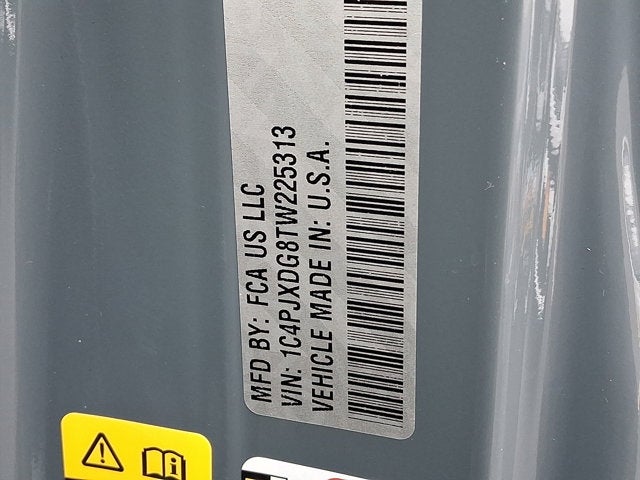 MFD BY: FCA US LLC
VIN: 1C4PJXDG8TW225313
VEHICLE MADE IN: U.S.A.